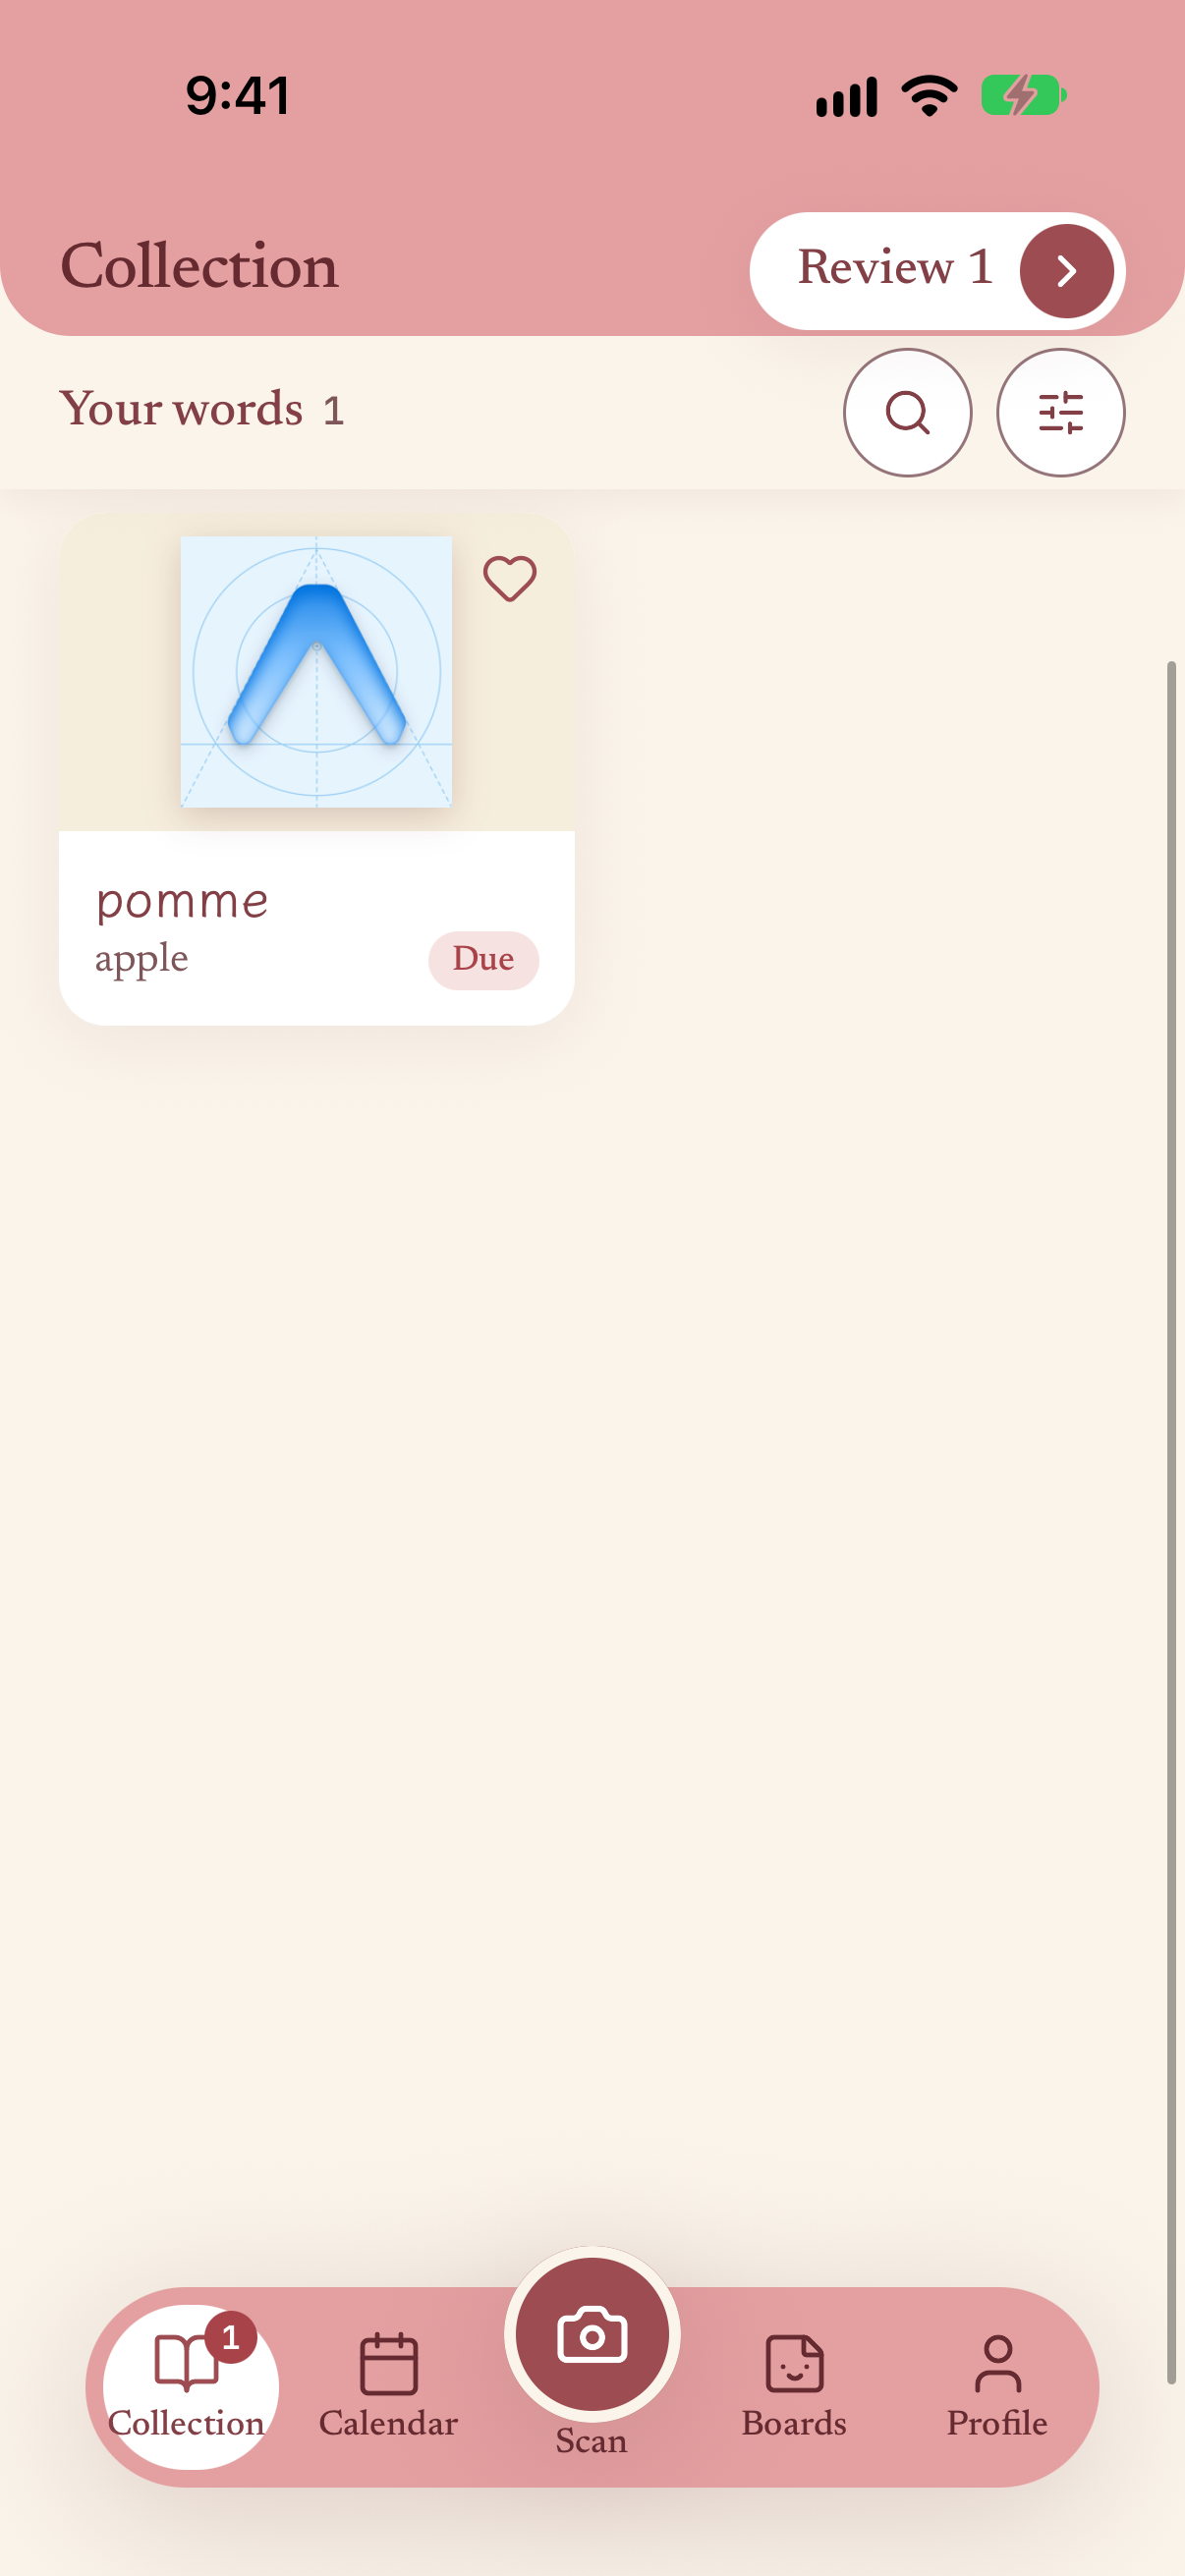 9:41
Collection
Review 1
Your words 1
pomme
apple
Due
1
Collection
Calendar
Scan
Boards
Profile